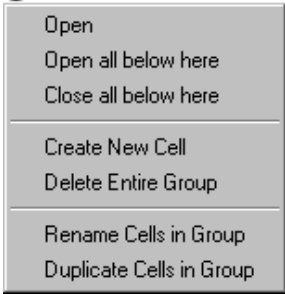 Open
Open all below here
Close all below here
Create New Cell
Delete Entire Group
Rename Cells in Group
Duplicate Cells in Group